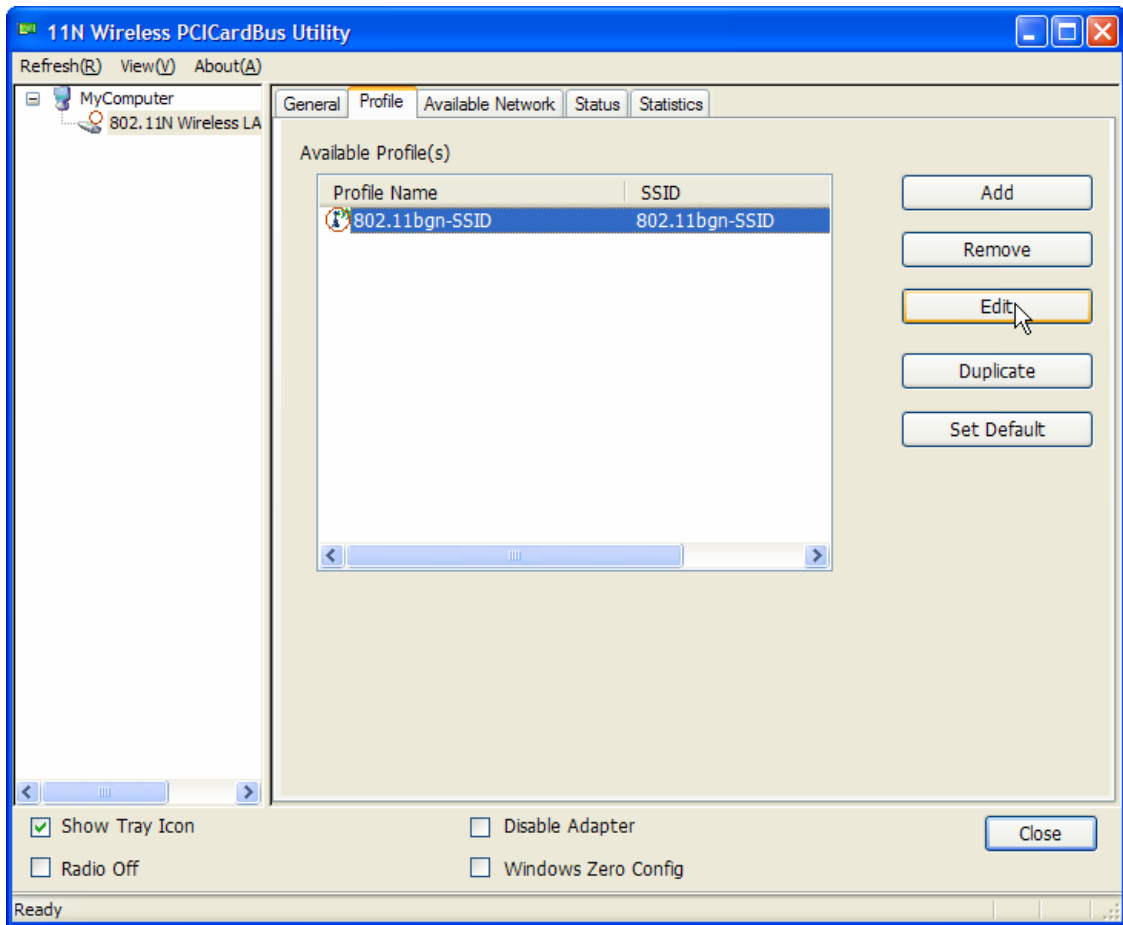 11N Wireless PCICardBus Utility
Refresh(R) View(V) About(A)
MyComputer
802.11N Wireless LA
General Profile Available Network Status Statistics
Available Profile(s)
Profile Name SSID
802.11bgn-SSID 802.11bgn-SSID
Add
Remove
Edit
Duplicate
Set Default
Show Tray Icon Disable Adapter
Close
Radio Off Windows Zero Config
Ready